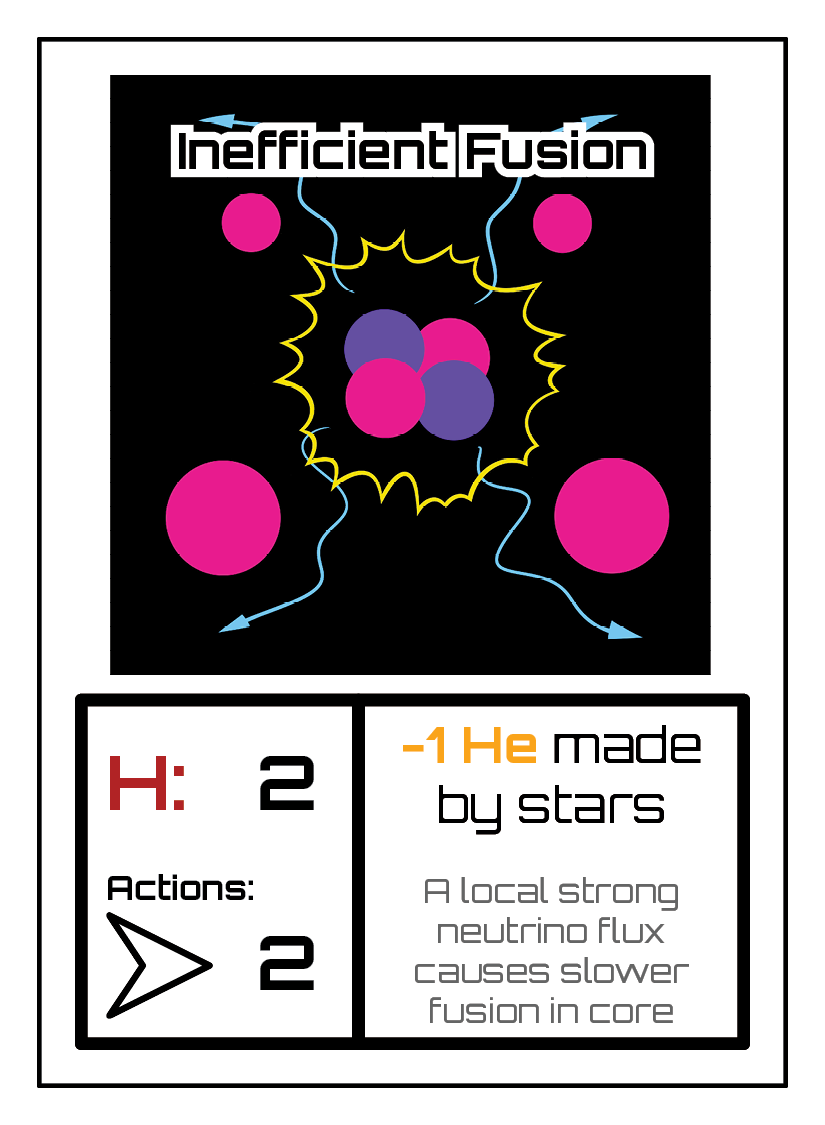 Inefficient Fusion
H: 2
Actions:
2
-1 He made
by stars
A local strong
neutrino flux
causes slower
fusion in core